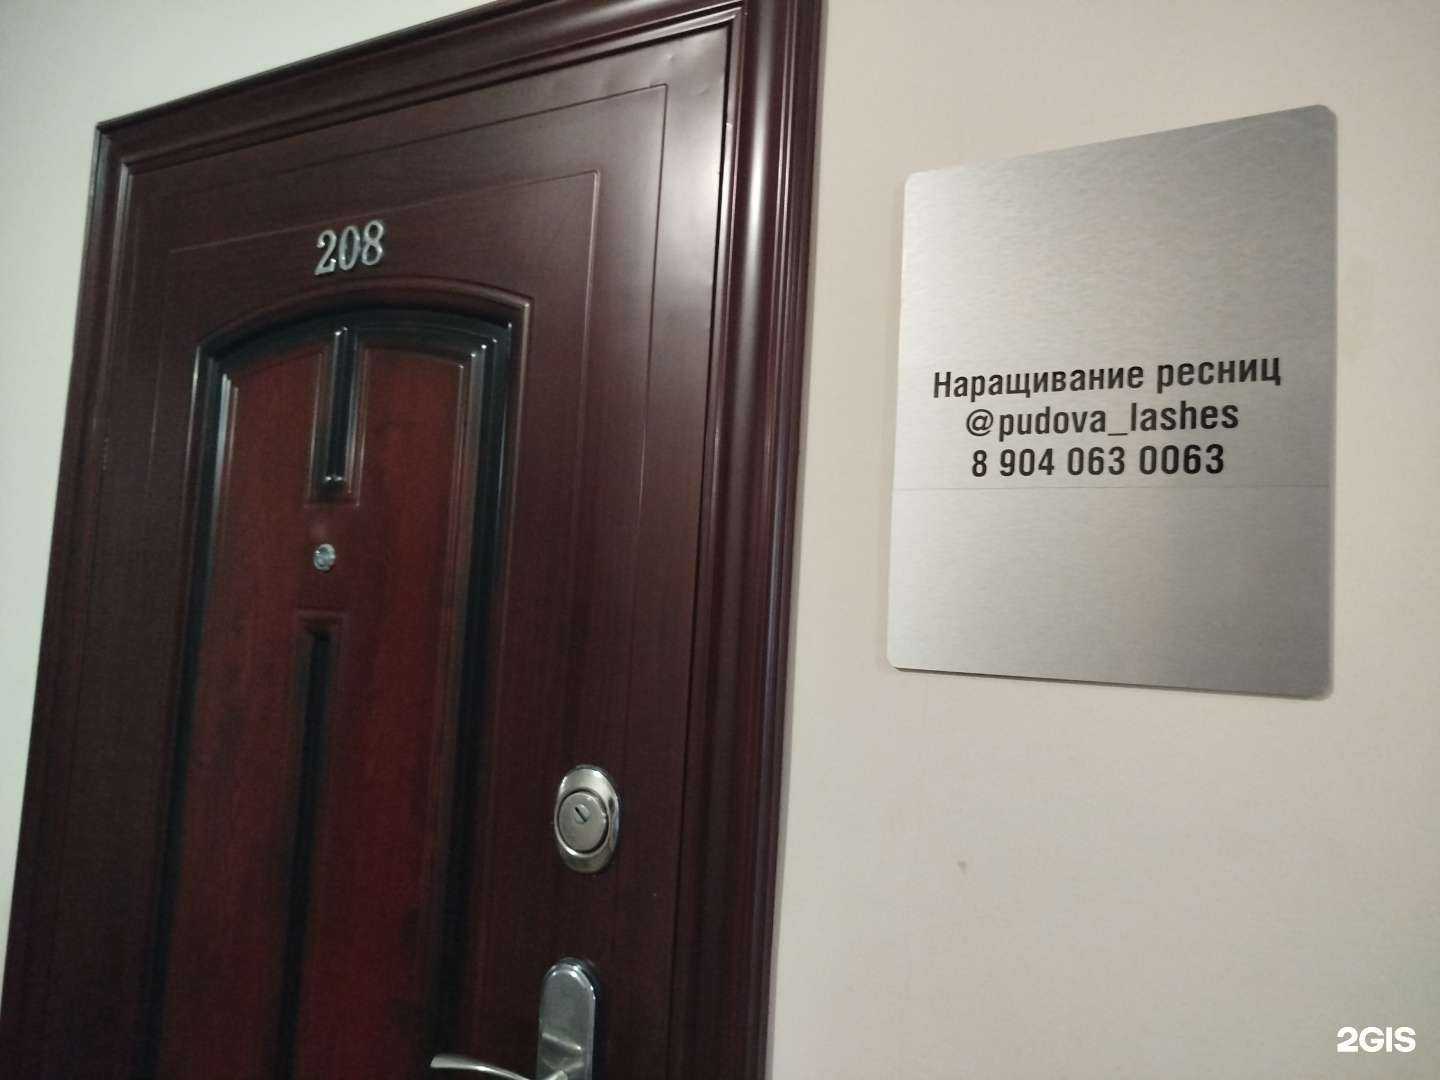 208
Наращивание ресниц
@pudova_lashes
8 904 063 0063
2GIS